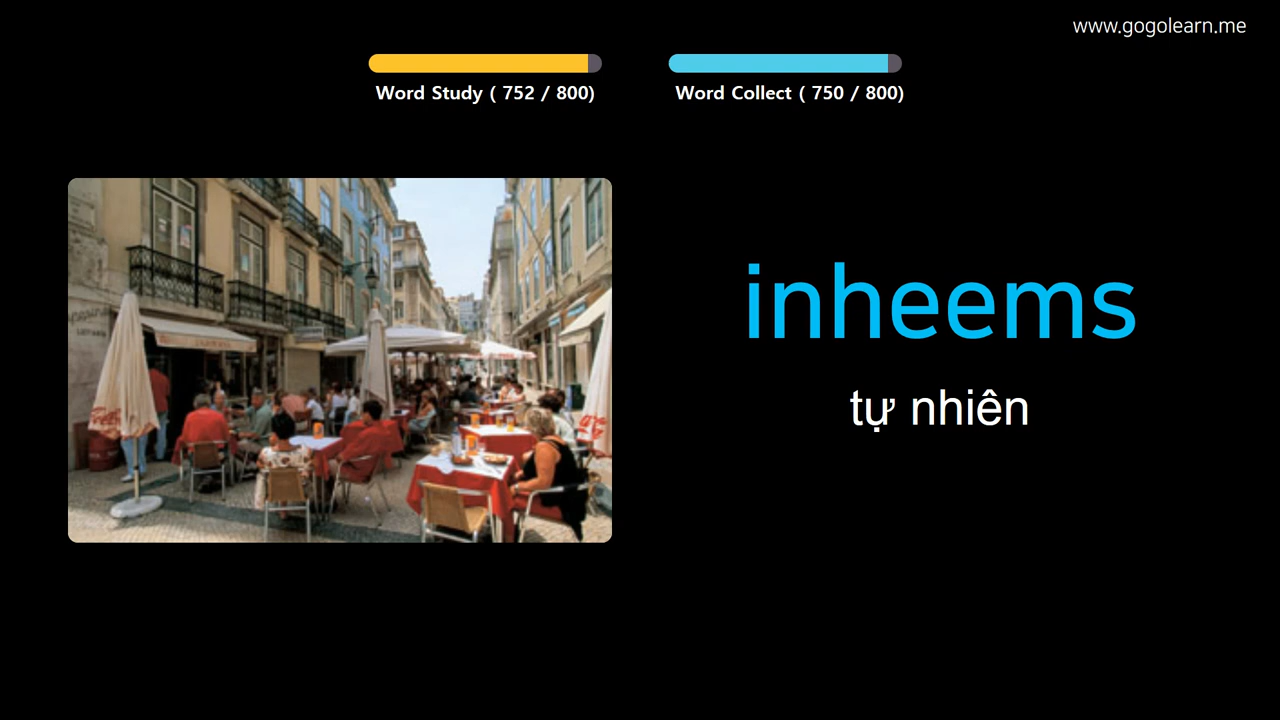 www.gogolearn.me
Word Study ( 752 / 800)
Word Collect ( 750 / 800)
inheems
tự nhiên